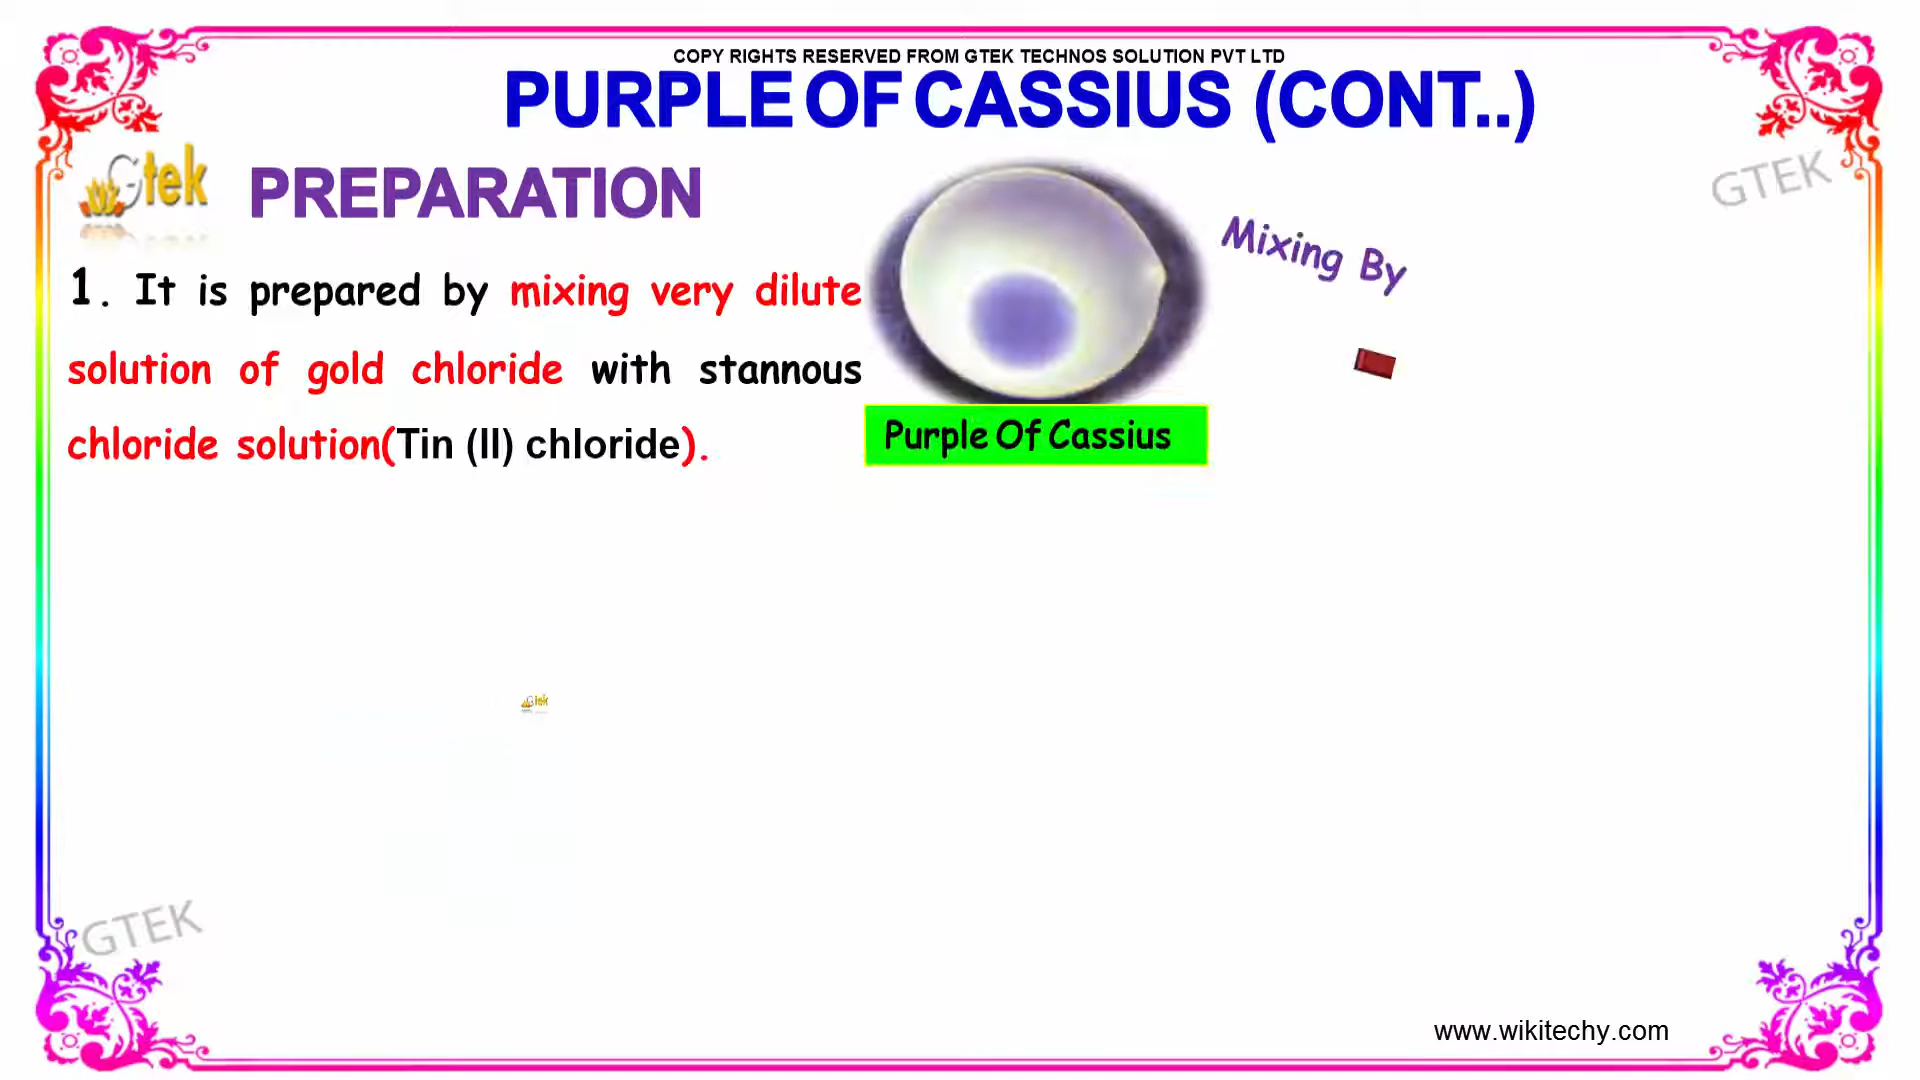 COPY RIGHTS RESERVED FROM GTEK TECHNOS SOLUTION PVT LTD
PURPLE OF CASSIUS (CONT..)
Gtek
PREPARATION
GTEK
Mixing By
1. It is prepared by mixing very dilute
solution of gold chloride with stannous
chloride solution(Tin (II) chloride).
Purple Of Cassius
Gtek
GTEK
www.wikitechy.com